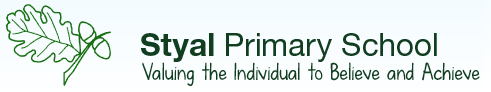 Styal Primary School
Valuing the Individual to Believe and Achieve